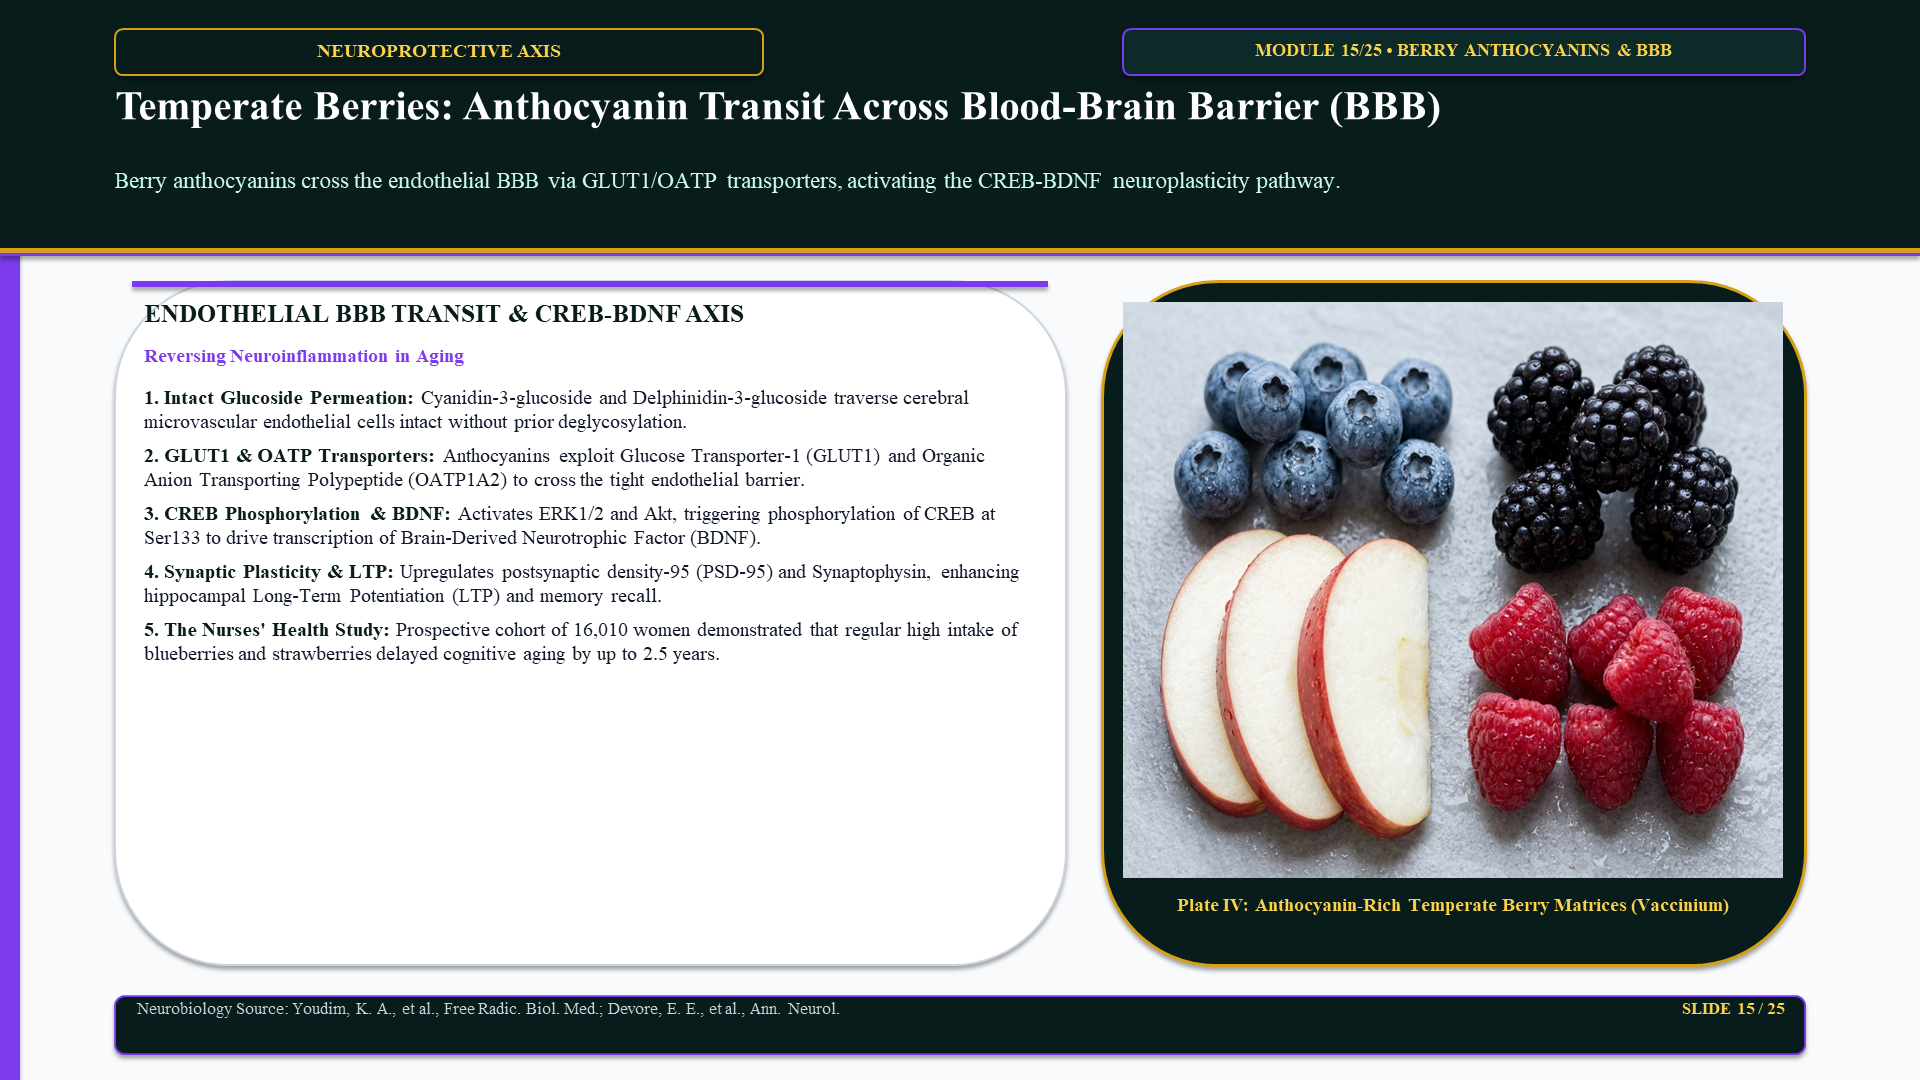 NEUROPROTECTIVE AXIS
MODULE 15/25 • BERRY ANTHOCYANINS & BBB
Temperate Berries: Anthocyanin Transit Across Blood-Brain Barrier (BBB)
Berry anthocyanins cross the endothelial BBB via GLUT1/OATP transporters, activating the CREB-BDNF neuroplasticity pathway.
ENDOTHELIAL BBB TRANSIT & CREB-BDNF AXIS
Reversing Neuroinflammation in Aging
1. Intact Glucoside Permeation: Cyanidin-3-glucoside and Delphinidin-3-glucoside traverse cerebral
microvascular endothelial cells intact without prior deglycosylation.
2. GLUT1 & OATP Transporters: Anthocyanins exploit Glucose Transporter-1 (GLUT1) and Organic
Anion Transporting Polypeptide (OATP1A2) to cross the tight endothelial barrier.
3. CREB Phosphorylation & BDNF: Activates ERK1/2 and Akt, triggering phosphorylation of CREB at
Ser133 to drive transcription of Brain-Derived Neurotrophic Factor (BDNF).
4. Synaptic Plasticity & LTP: Upregulates postsynaptic density-95 (PSD-95) and Synaptophysin, enhancing
hippocampal Long-Term Potentiation (LTP) and memory recall.
5. The Nurses' Health Study: Prospective cohort of 16,010 women demonstrated that regular high intake of
blueberries and strawberries delayed cognitive aging by up to 2.5 years.
Plate IV: Anthocyanin-Rich Temperate Berry Matrices (Vaccinium)
Neurobiology Source: Youdim, K. A., et al., Free Radic. Biol. Med.; Devore, E. E., et al., Ann. Neurol.
SLIDE 15 / 25